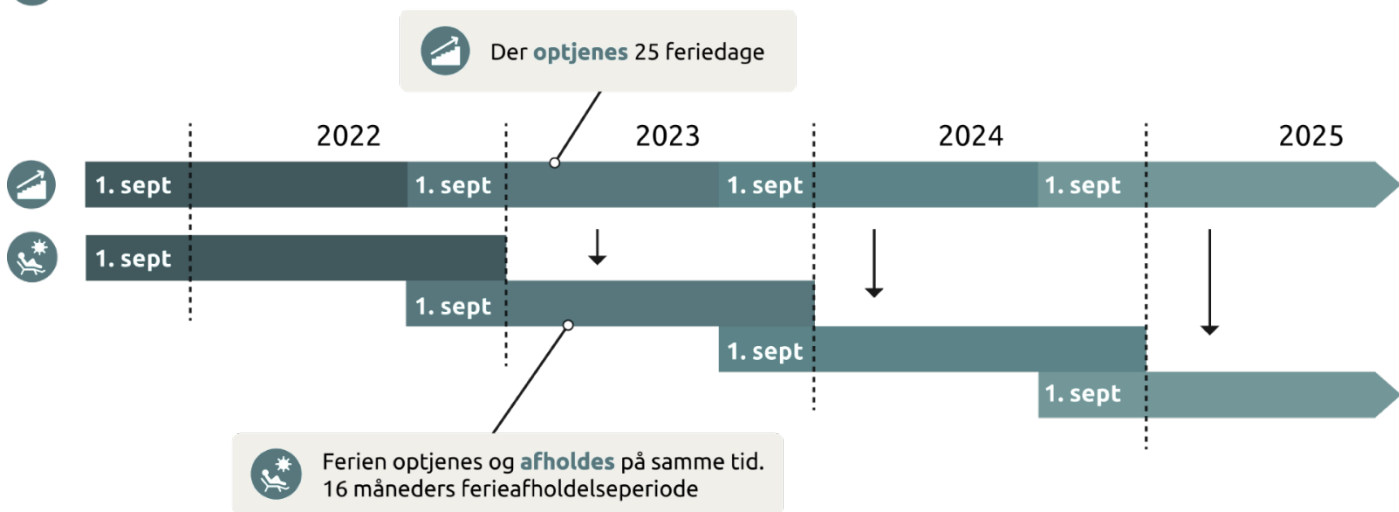 Der optjenes 25 feriedage
2022 2023 2024 2025
1. sept 1. sept 1. sept 1. sept
1. sept
1. sept
1. sept
1. sept
Ferien optjenes og afholdes på samme tid.
16 måneders ferieafholdelseperiode